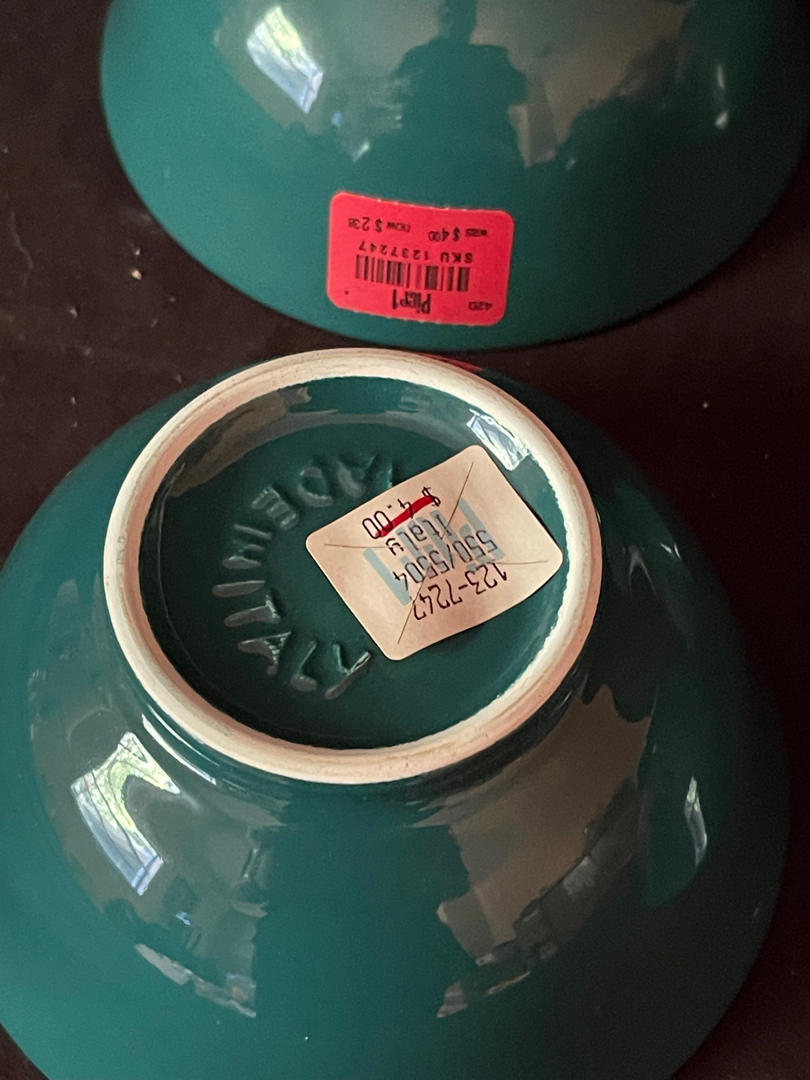 420
Pier 1
SKU 1237247
was $ 4 00 now $ 2 38
MADE IN ITALY
123-7247
550/5504
Italy
$ 4.00